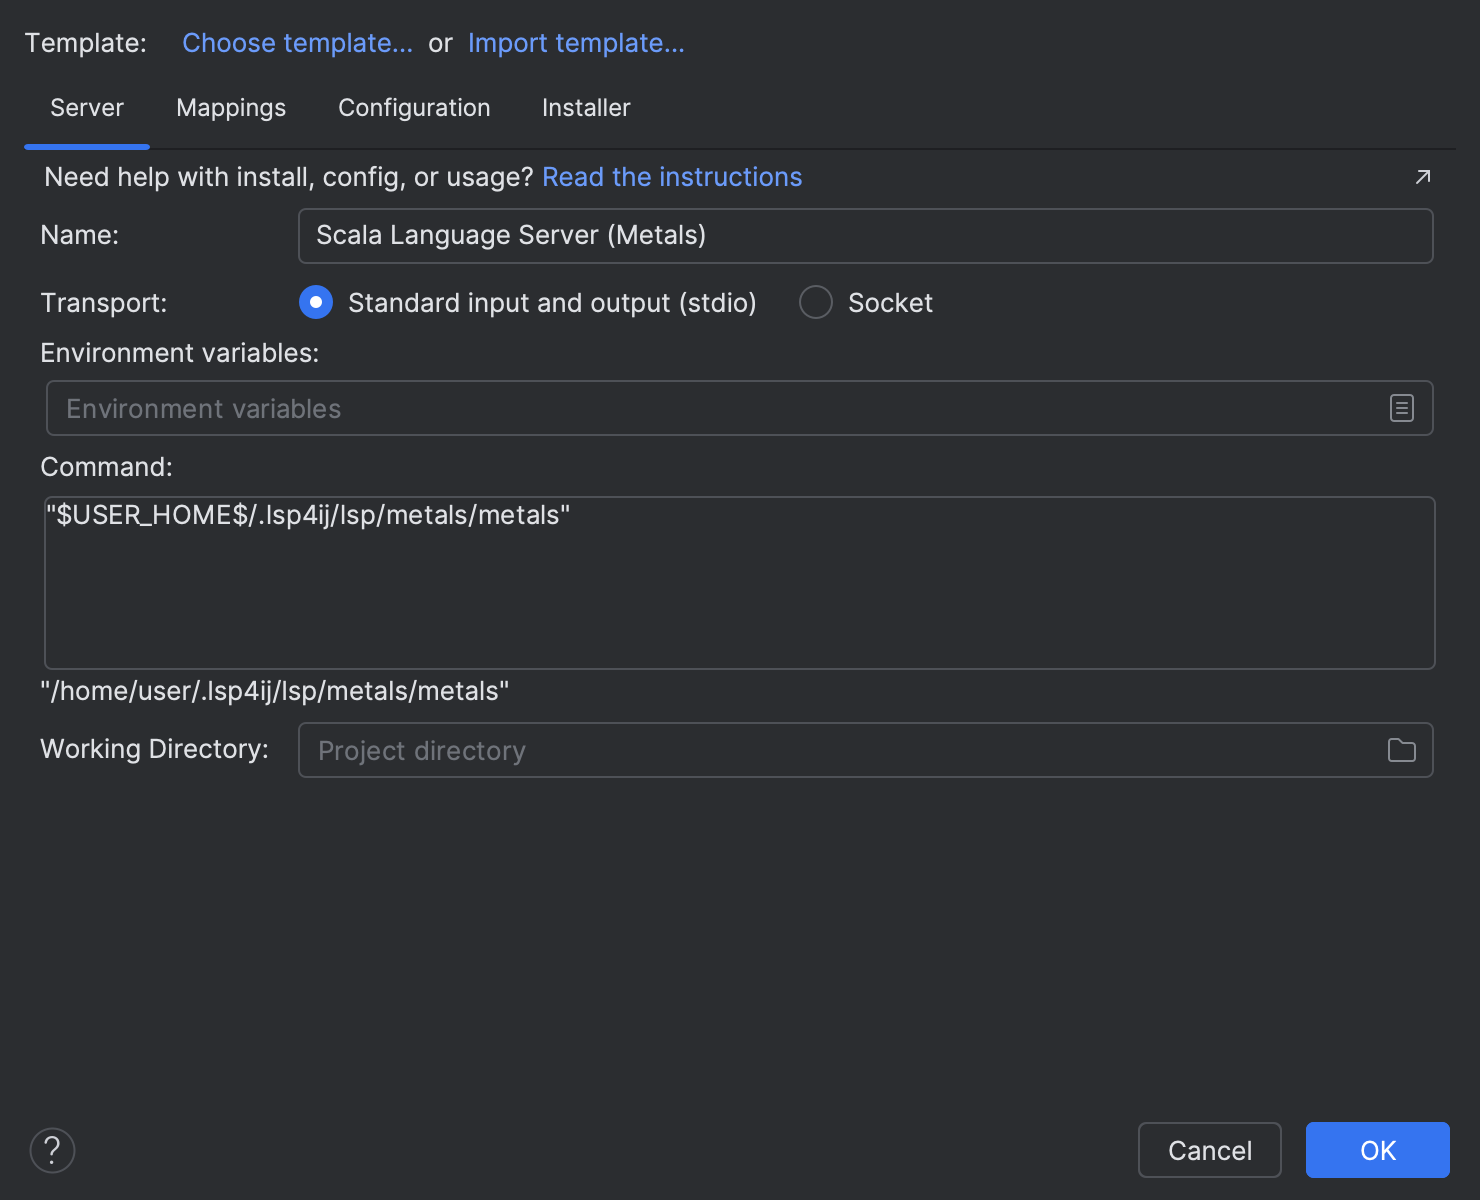 Template: Choose template... or Import template...
Server Mappings Configuration Installer
Need help with install, config, or usage? Read the instructions
Name: Scala Language Server (Metals)
Transport: Standard input and output (stdio) Socket
Environment variables:
Environment variables
Command:
"$USER_HOME$/.lsp4ij/lsp/metals/metals"
"/home/user/.lsp4ij/lsp/metals/metals"
Working Directory: Project directory
? Cancel OK